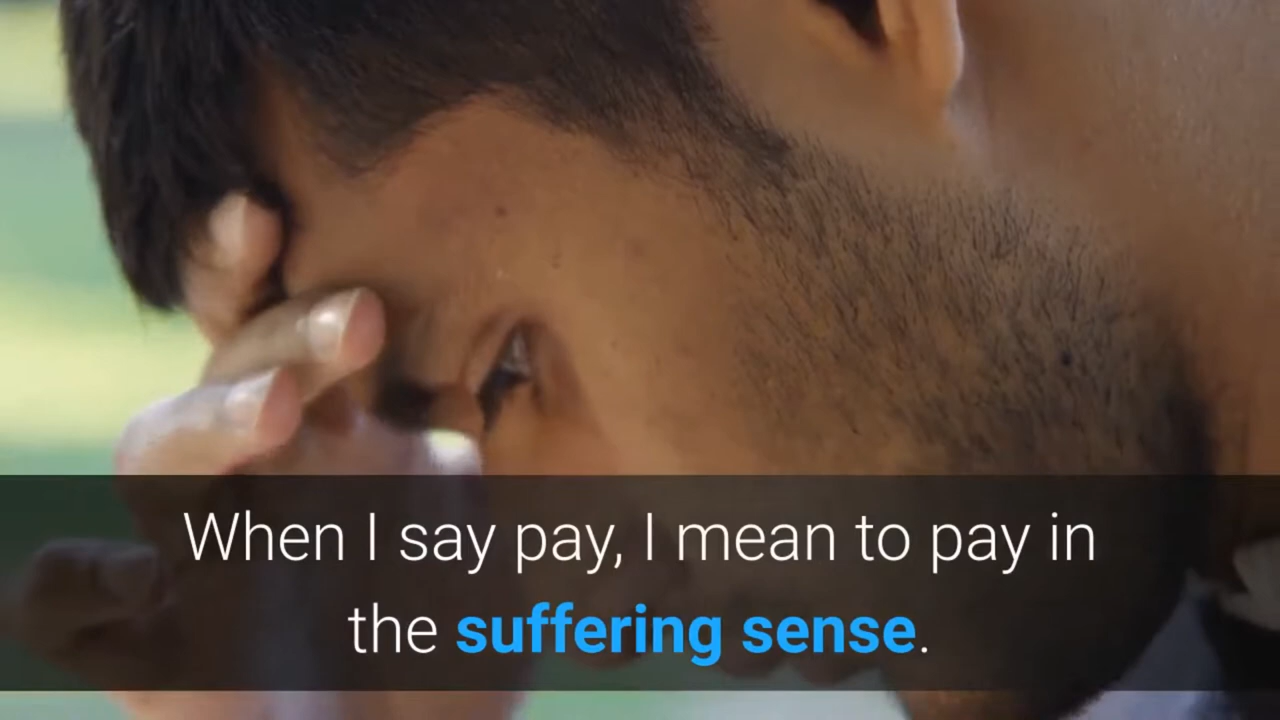 When I say pay, I mean to pay in
the suffering sense.